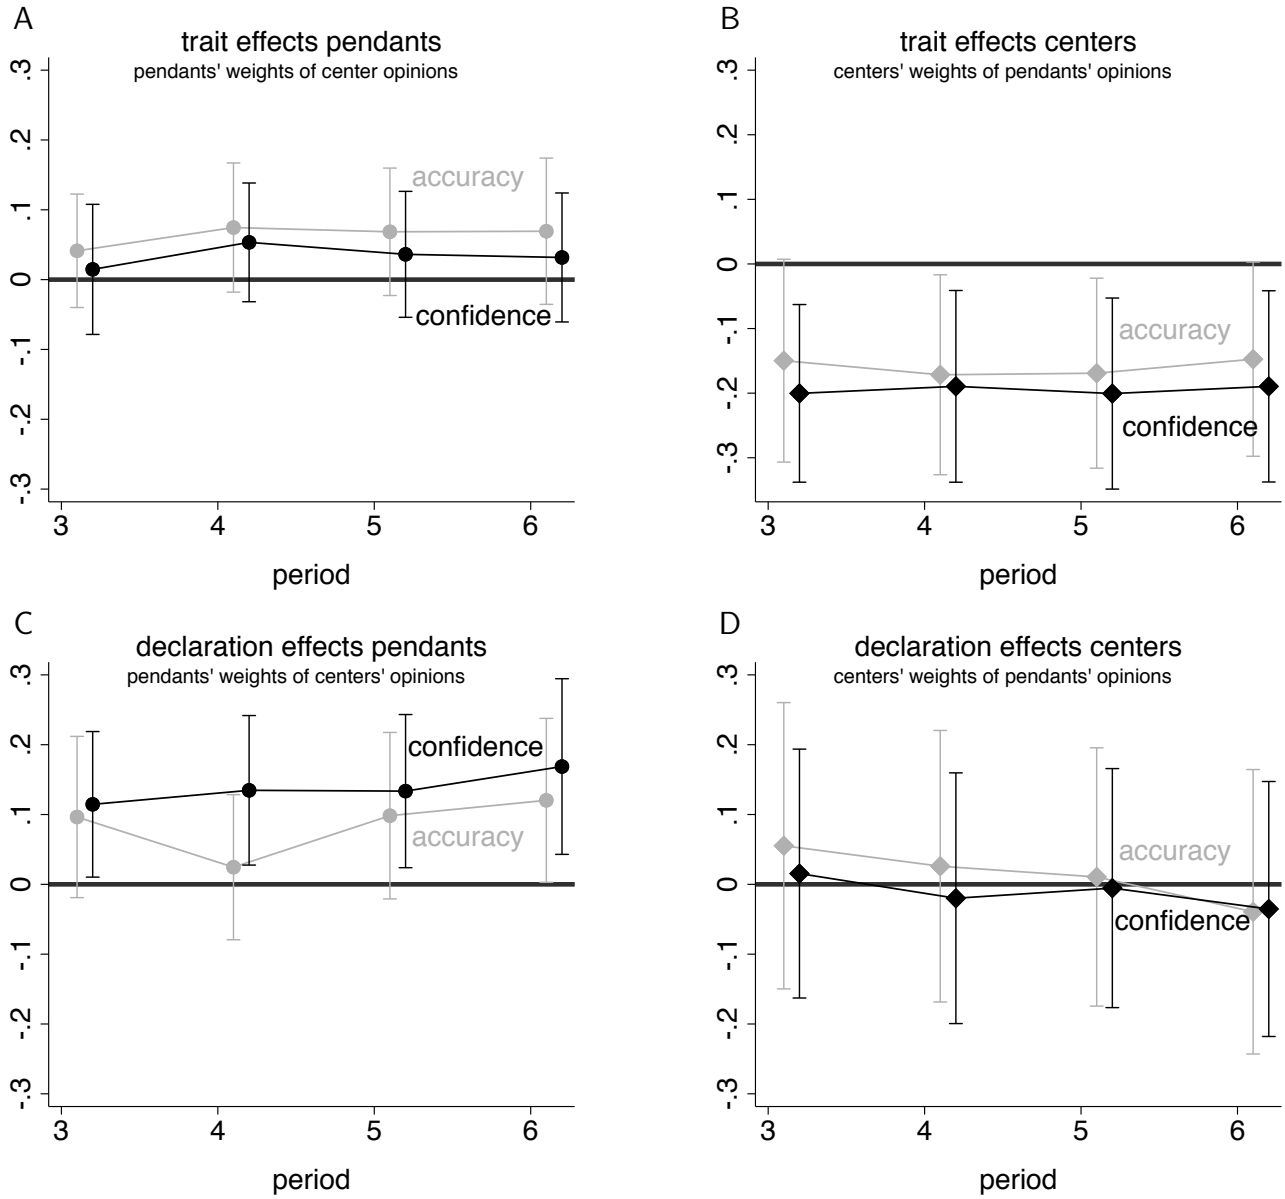 A
trait effects pendants
pendants' weights of center opinions
.3
.2
.1
0
-.1
-.2
-.3
accuracy
confidence
3 4 5 6
period
B
trait effects centers
centers' weights of pendants' opinions
.3
.2
.1
0
-.1
-.2
-.3
accuracy
confidence
3 4 5 6
period
C
declaration effects pendants
pendants' weights of centers' opinions
.3
.2
.1
0
-.1
-.2
-.3
confidence
accuracy
3 4 5 6
period
D
declaration effects centers
centers' weights of pendants' opinions
.3
.2
.1
0
-.1
-.2
-.3
accuracy
confidence
3 4 5 6
period